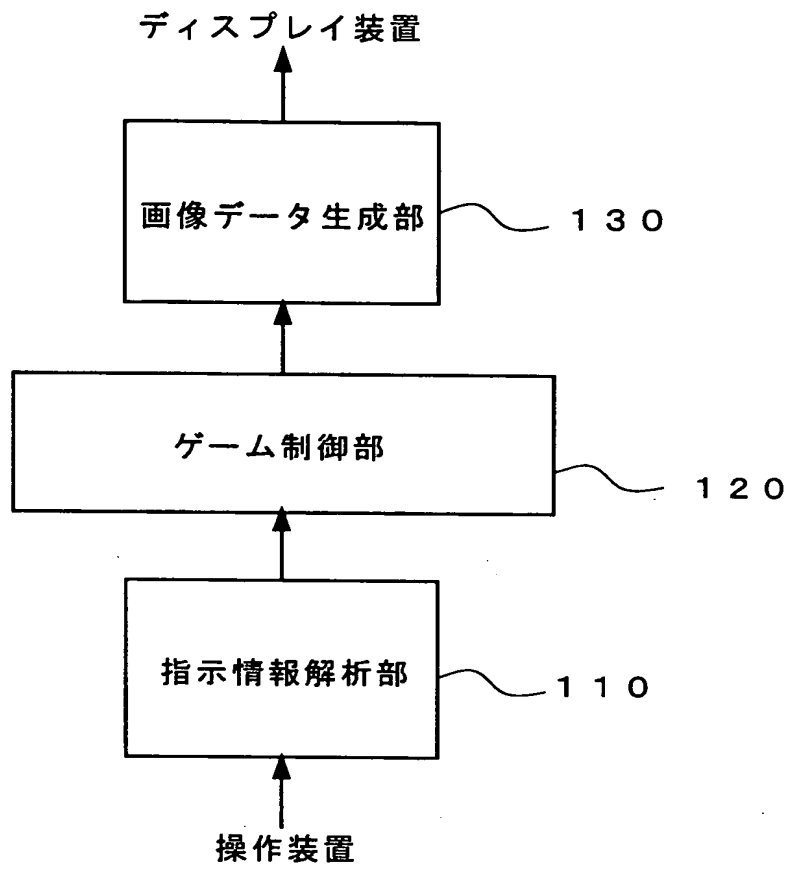 ディスプレイ装置
画像データ生成部
１３０
ゲーム制御部
１２０
指示情報解析部
１１０
操作装置